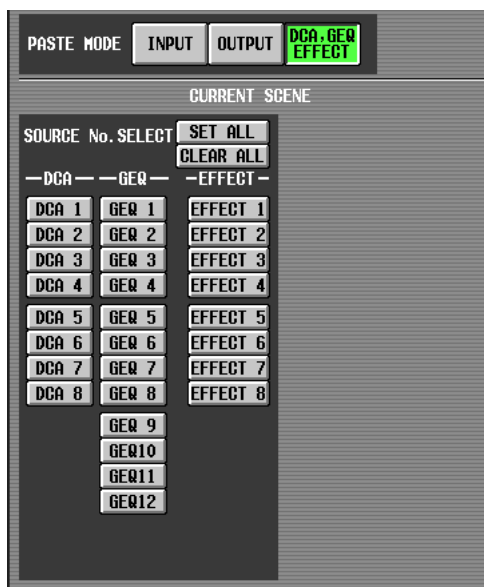 PASTE MODE INPUT OUTPUT DCA,GEQ EFFECT
CURRENT SCENE
SOURCE No.SELECT SET ALL
CLEAR ALL
DCA GEQ EFFECT
DCA 1 GEQ 1 EFFECT 1
DCA 2 GEQ 2 EFFECT 2
DCA 3 GEQ 3 EFFECT 3
DCA 4 GEQ 4 EFFECT 4
DCA 5 GEQ 5 EFFECT 5
DCA 6 GEQ 6 EFFECT 6
DCA 7 GEQ 7 EFFECT 7
DCA 8 GEQ 8 EFFECT 8
GEQ 9
GEQ10
GEQ11
GEQ12